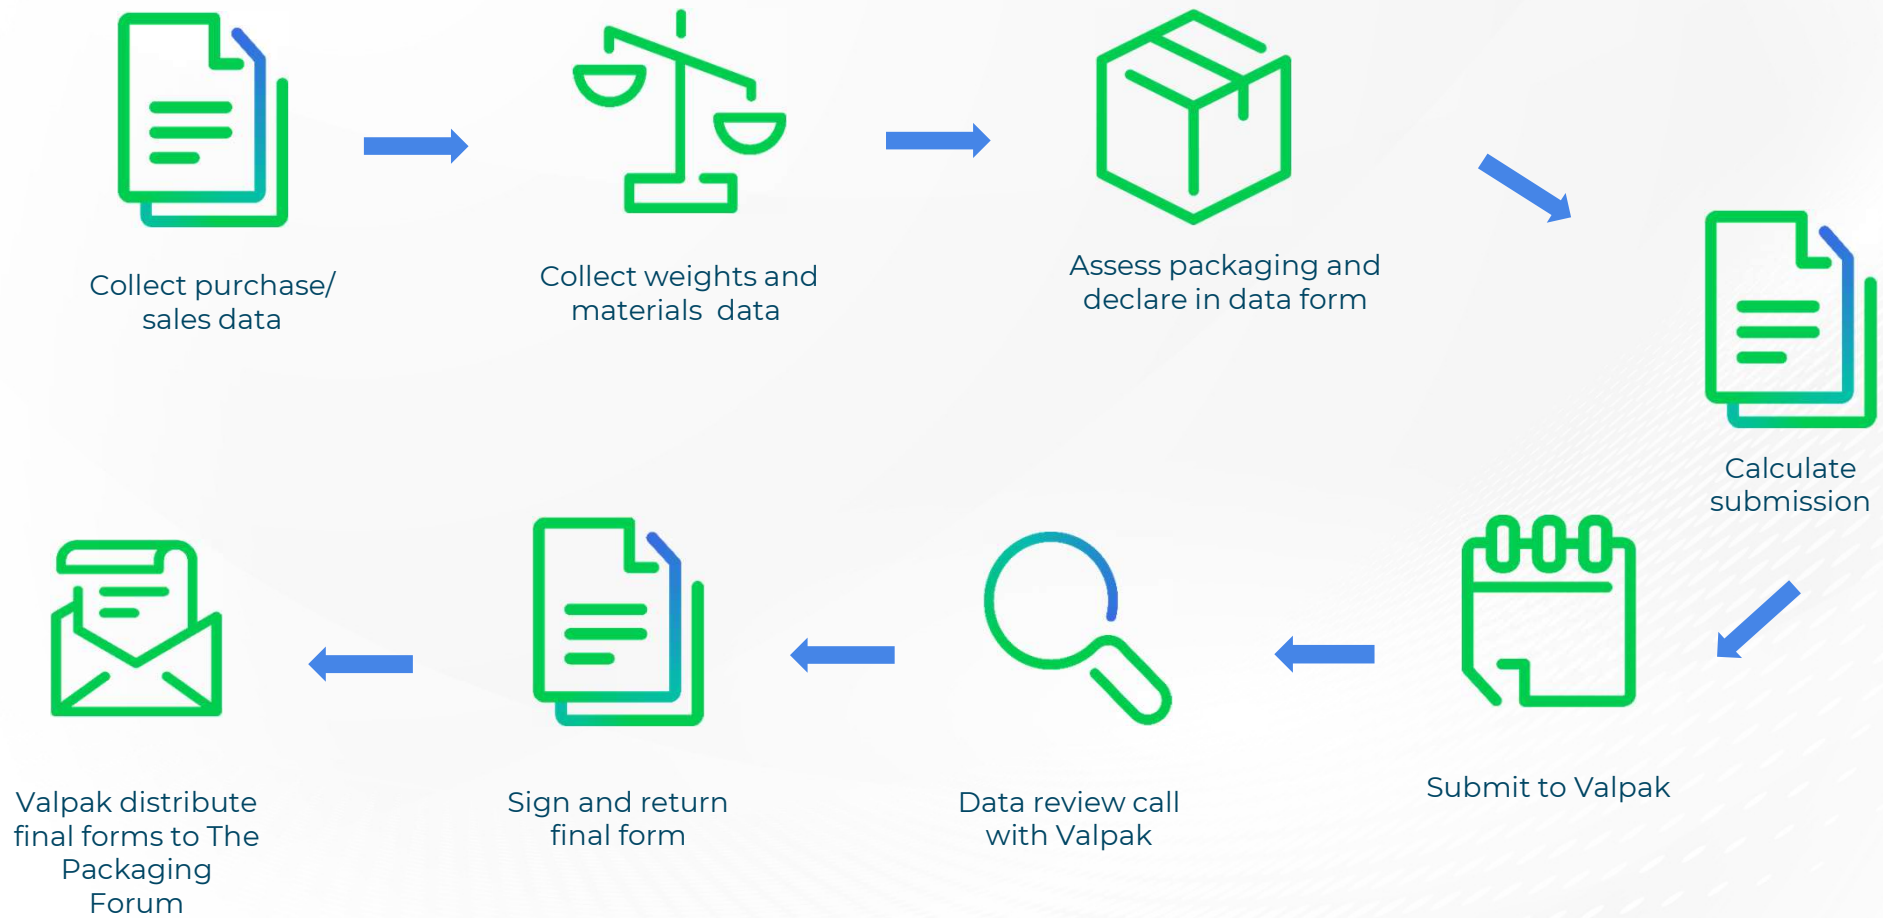 Collect purchase/
sales data
Collect weights and
materials data
Assess packaging and
declare in data form
Calculate
submission
Submit to Valpak
Data review call
with Valpak
Sign and return
final form
Valpak distribute
final forms to The
Packaging
Forum